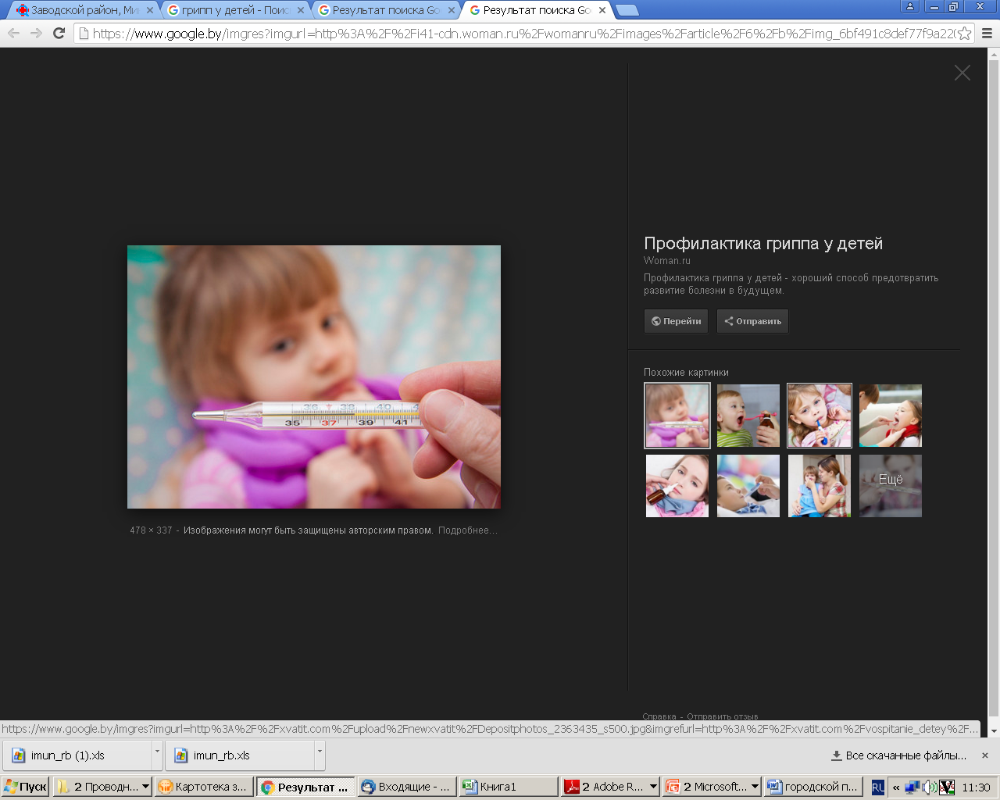 Заводской район, Ми
грипп у детей - Поис
Результат поиска Go
Результат поиска Go
https://www.google.by/imgres?imgurl=http%3A%2F%2Fi41-cdn.woman.ru%2Fwomanru%2Fimages%2Farticle%2F6%2Fb%2Fimg_6bf491c8def77f9a22(
36 38 40
35 37 39 41
478 × 337 - Изображения могут быть защищены авторским правом. Подробнее...
Профилактика гриппа у детей
Woman.ru
Профилактика гриппа у детей - хороший способ предотвратить
развитие болезни в будущем.
Перейти
Отправить
Похожие картинки
Ещё
Справка - Отправить отзыв
https://www.google.by/imgres?imgurl=http%3A%2F%2Fxvatit.com%2Fupload%2Fnewxvatit%2FDepositphotos_2363435_s500.jpg&imgrefurl=http%3A%2F%2Fxvatit.com%2Fvospitanie_detey%2F...
imun_rb (1).xls
imun_rb.xls
Все скачанные файлы...
Пуск
2 Проводн...
Картотека з...
Результат ...
Входящие - ...
Книга1
2 Adobe R...
2 Microsoft...
городской п...
RU
«
11:30